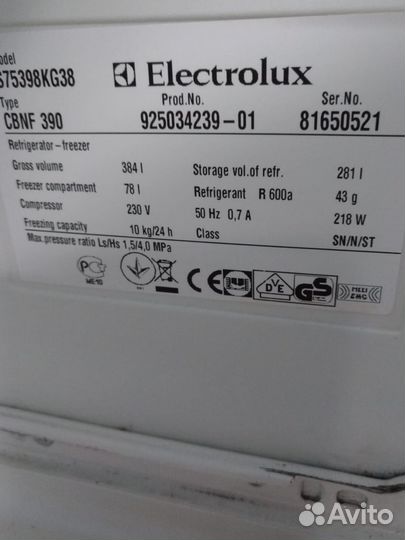 odel
S75398KG38
Electrolux
Type
Prod.No.
Ser.No.
CBNF 390
925034239-01
81650521
Refrigerator-freezer
Gross volume 384 l Storage vol.of refr. 281 l
Freezer compartment 78 l Refrigerant R 600a 43 g
Compressor 230 V 50 Hz 0,7 A 218 W
Freezing capacity 10 kg/24 h Class SN/N/ST
Max.pressure ratio Ls/Hs 1,5/4,0 MPa
CE
DVE
GS
Avito